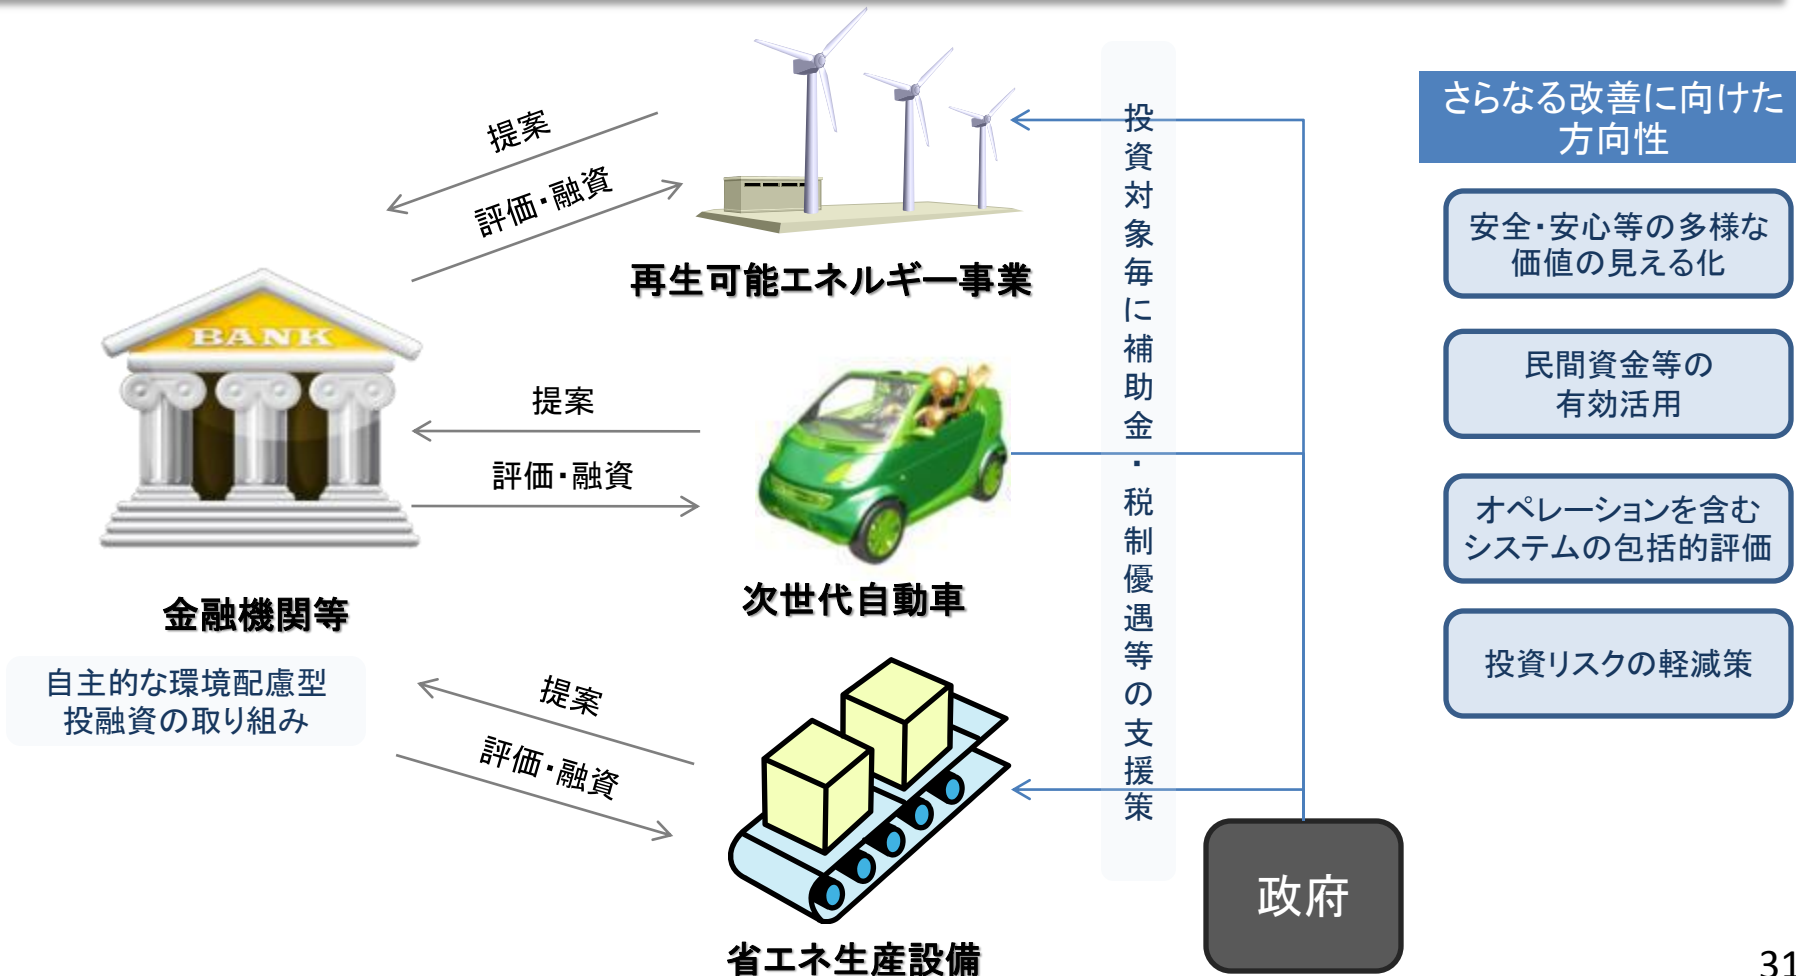 提案
評価・融資
再生可能エネルギー事業
BANK
提案
評価・融資
次世代自動車
金融機関等
自主的な環境配慮型
投融資の取り組み
提案
評価・融資
省エネ生産設備
投資対象毎に補助金・税制優遇等の支援策
政府
さらなる改善に向けた
方向性
安全・安心等の多様な
価値の見える化
民間資金等の
有効活用
オペレーションを含む
システムの包括的評価
投資リスクの軽減策
31